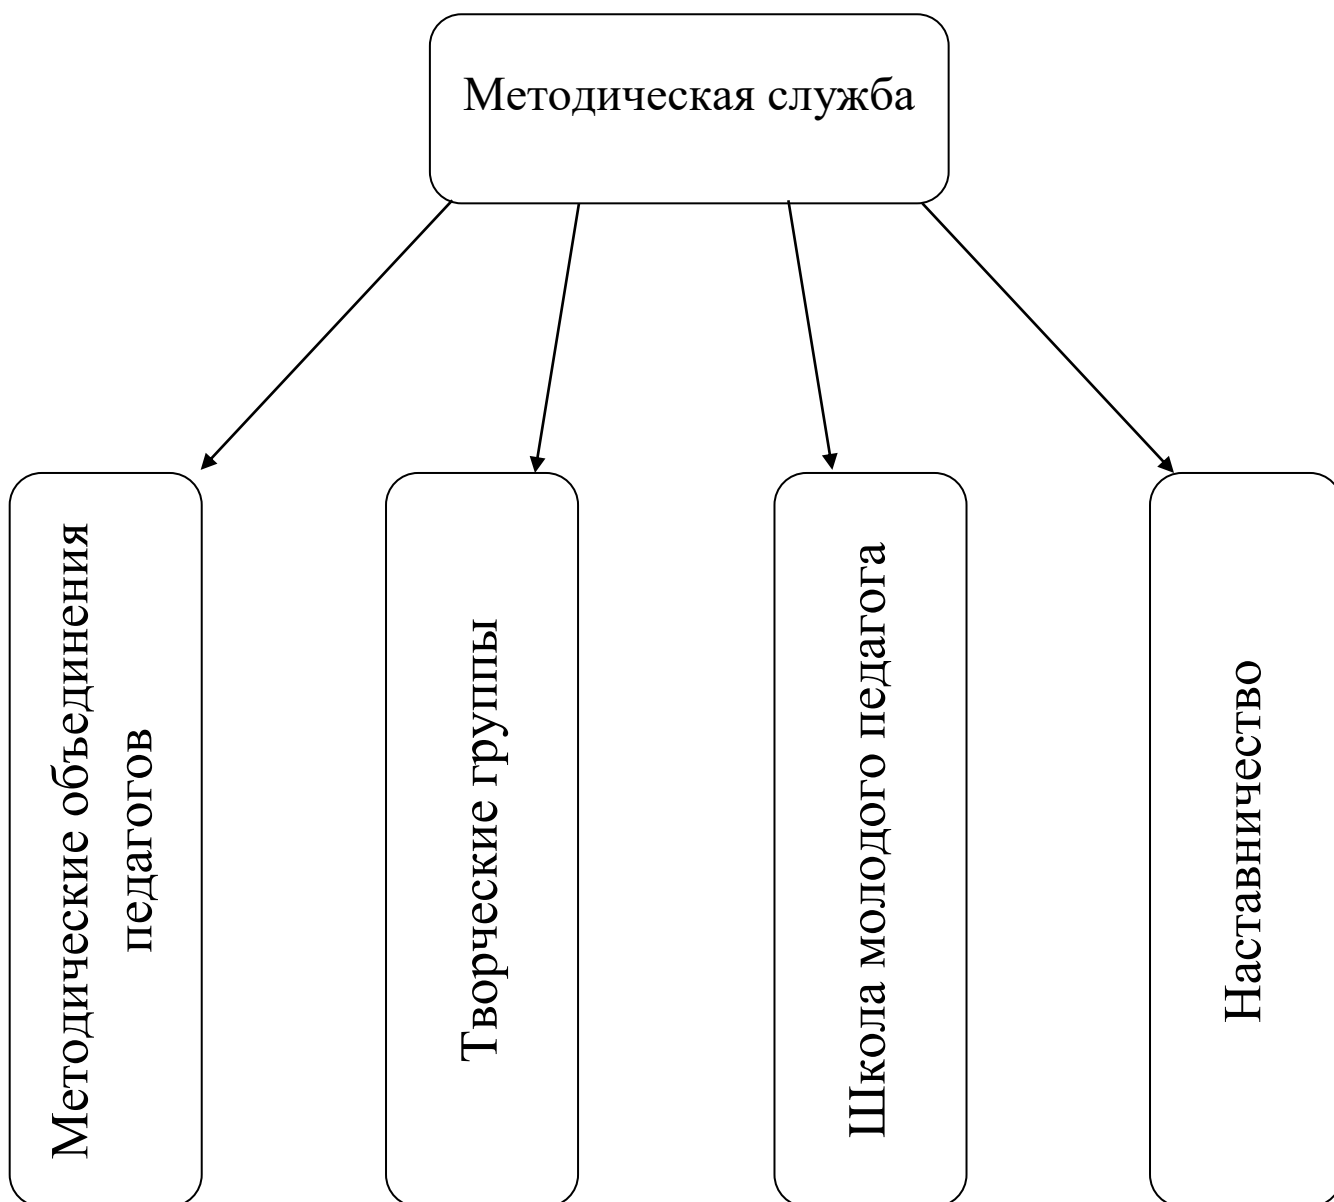 Методическая служба
Методические объединения
педагогов
Творческие группы
Школа молодого педагога
Наставничество